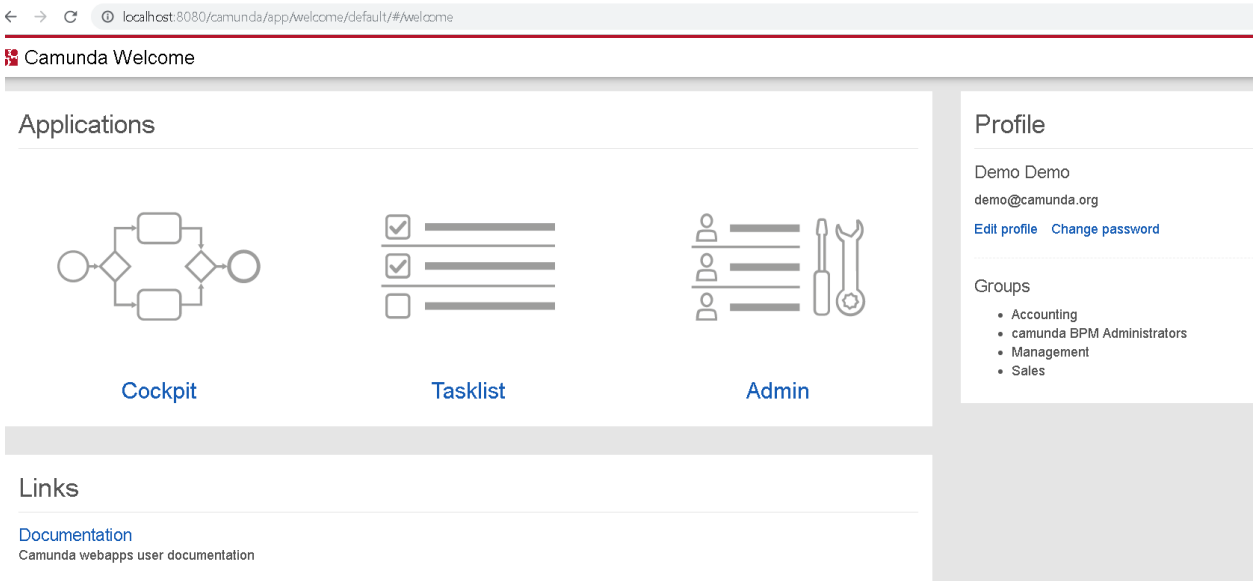 localhost:8080/camunda/app/welcome/default/#/welcome
Camunda Welcome
Applications
Cockpit
Tasklist
Admin
Profile
Demo Demo
demo@camunda.org
Edit profile Change password
Groups
Accounting
camunda BPM Administrators
Management
Sales
Links
Documentation
Camunda webapps user documentation